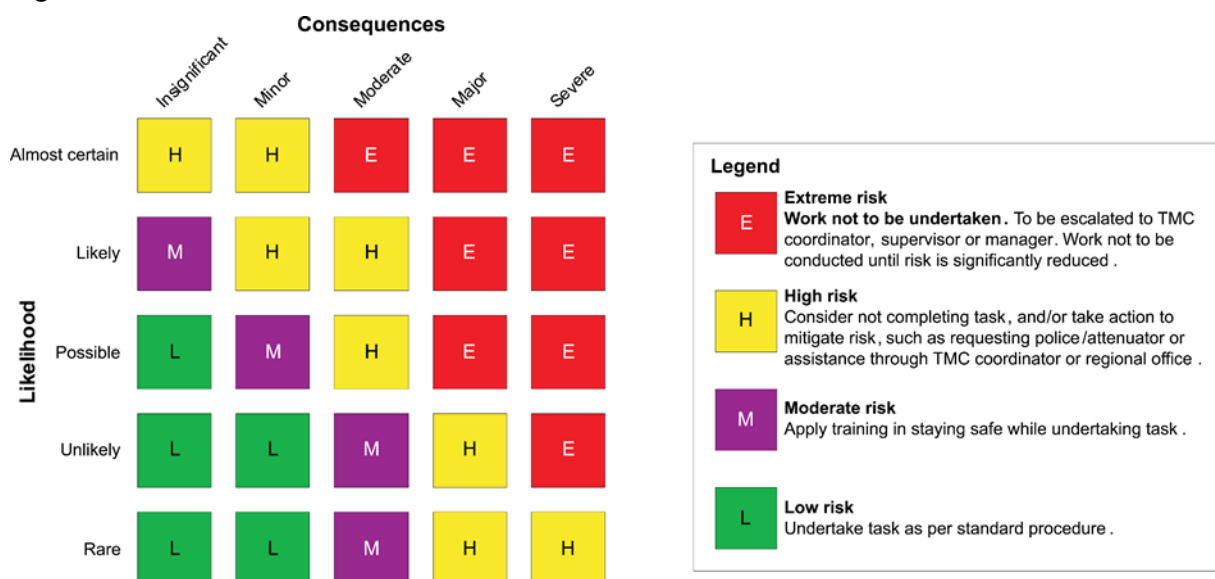 Consequences
Insignificant Minor Moderate Major Severe
Almost certain H H E E E
Likely M H H E E
Likelihood
Possible L M H E E
Unlikely L L M H E
Rare L L M H H
Legend
E
Extreme risk
Work not to be undertaken. To be escalated to TMC
coordinator, supervisor or manager. Work not to be
conducted until risk is significantly reduced .
H
High risk
Consider not completing task, and/or take action to
mitigate risk, such as requesting police/attenuator or
assistance through TMC coordinator or regional office .
M
Moderate risk
Apply training in staying safe while undertaking task .
L
Low risk
Undertake task as per standard procedure .